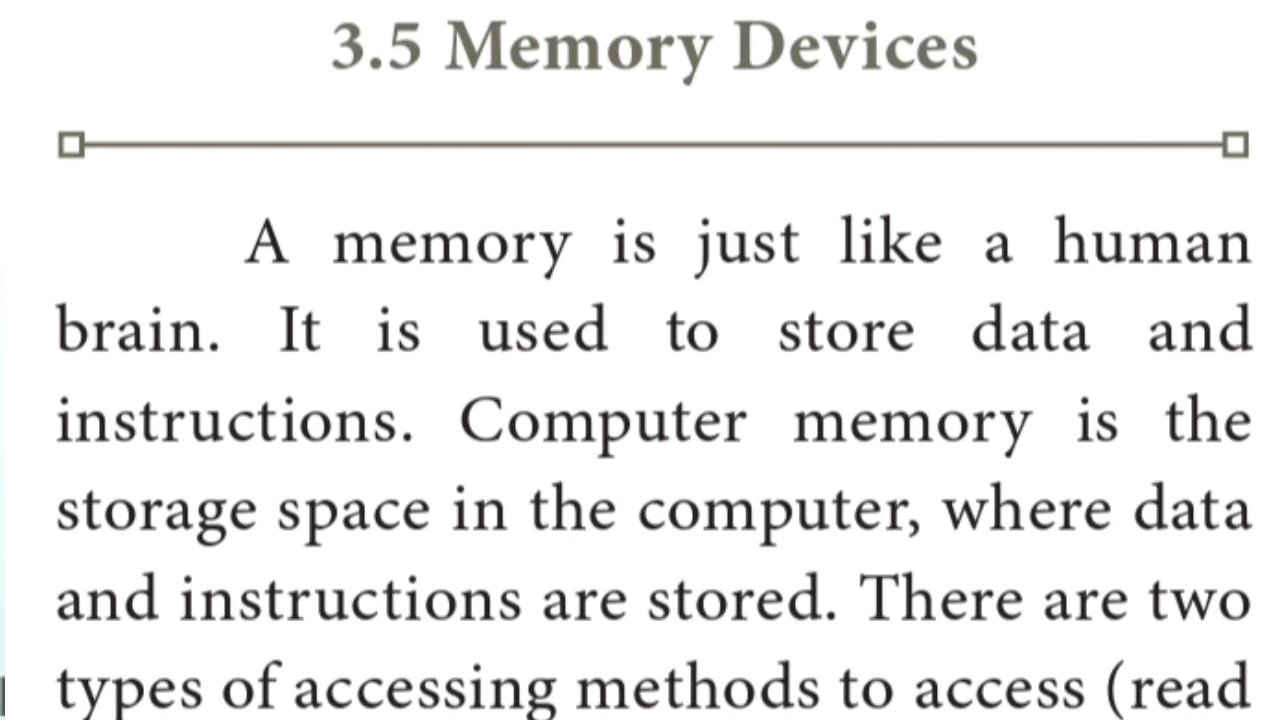 3.5 Memory Devices
A memory is just like a human
brain. It is used to store data and
instructions. Computer memory is the
storage space in the computer, where data
and instructions are stored. There are two
types of accessing methods to access (read